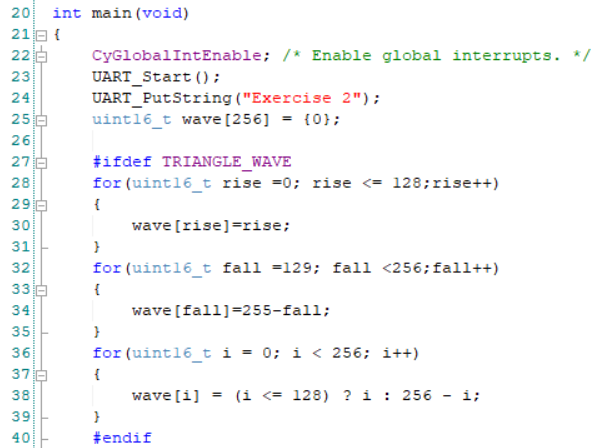 20 int main(void)
21 {
22 CyGlobalIntEnable; /* Enable global interrupts. */
23 UART_Start();
24 UART_PutString("Exercise 2");
25 uint16_t wave[256] = {0};
26
27 #ifdef TRIANGLE_WAVE
28 for(uint16_t rise =0; rise <= 128;rise++)
29 {
30 wave[rise]=rise;
31 }
32 for(uint16_t fall =129; fall <256;fall++)
33 {
34 wave[fall]=255-fall;
35 }
36 for(uint16_t i = 0; i < 256; i++)
37 {
38 wave[i] = (i <= 128) ? i : 256 - i;
39 }
40 #endif